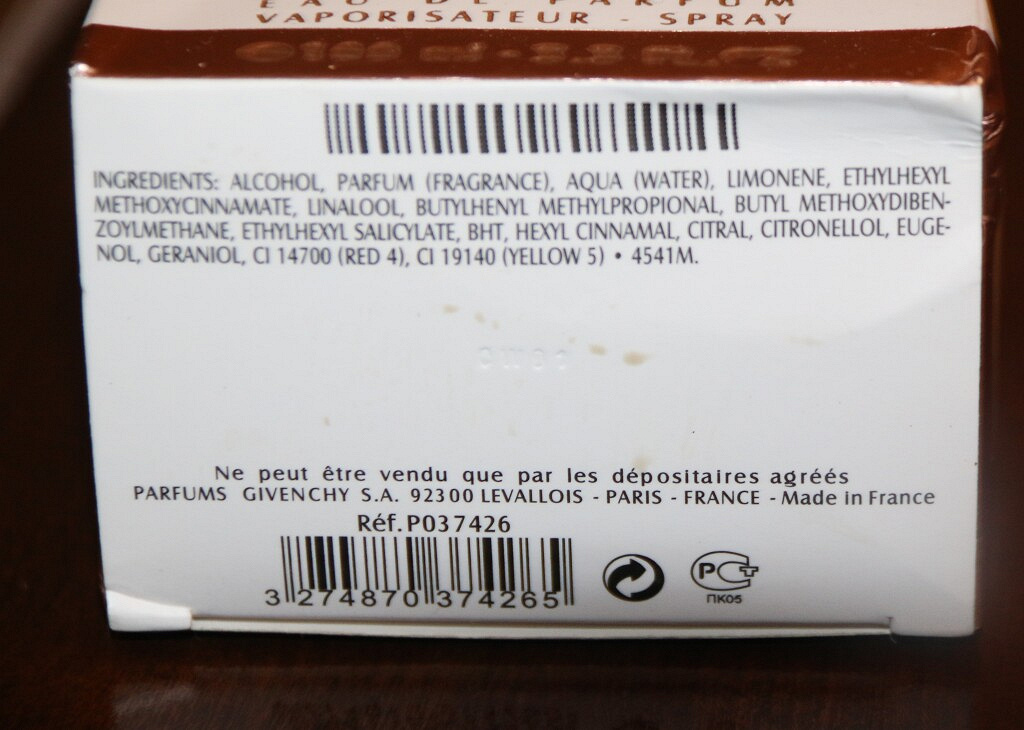 EAU DE PARFUM
VAPORISATEUR - SPRAY
INGREDIENTS: ALCOHOL, PARFUM (FRAGRANCE), AQUA (WATER), LIMONENE, ETHYLHEXYL
METHOXYCINNAMATE, LINALOOL, BUTYLHENYL METHYLPROPIONAL, BUTYL METHOXYDIBEN-
ZOYLMETHANE, ETHYLHEXYL SALICYLATE, BHT, HEXYL CINNAMAL, CITRAL, CITRONELLOL, EUGE-
NOL, GERANIOL, CI 14700 (RED 4), CI 19140 (YELLOW 5) • 4541M.
Ne peut être vendu que par les dépositaires agréés
PARFUMS GIVENCHY S.A. 92300 LEVALLOIS - PARIS - FRANCE - Made in France
Réf. P037426
3 274870 374265
РСТ
ПК05